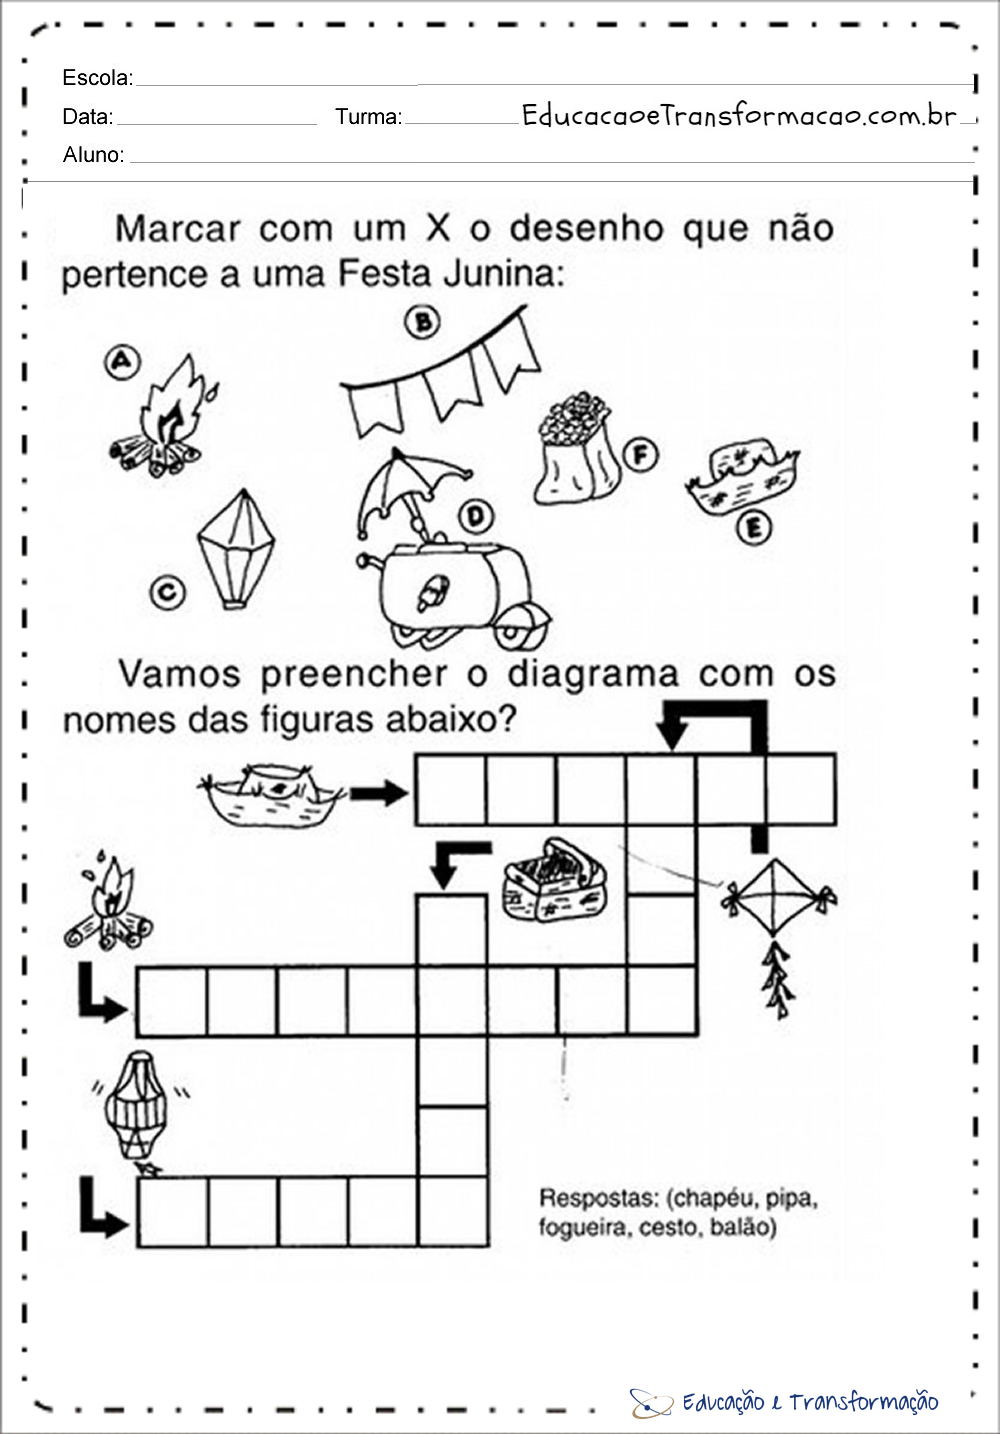 Escola:
Data: Turma: EducacaoeTransformacao.com.br
Aluno:
Marcar com um X o desenho que não
pertence a uma Festa Junina:
B
A
F
D
E
C
Vamos preencher o diagrama com os
nomes das figuras abaixo?
Respostas: (chapéu, pipa,
fogueira, cesto, balão)
Educação e Transformação